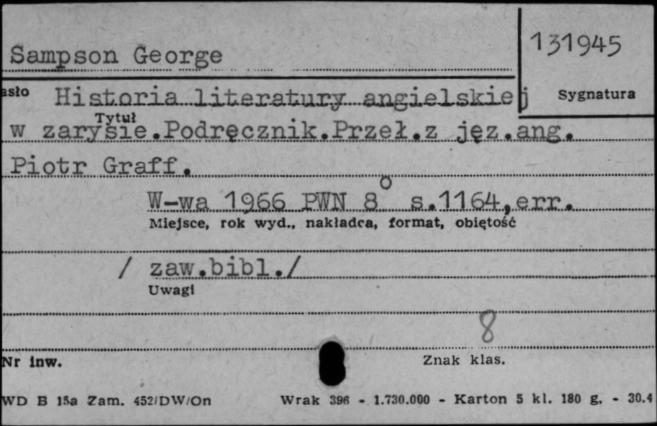 Sampson George
131945
asło Historia literatury angielskiej
Sygnatura
Tytuł
w zarysie.Podręcznik.Przeł.z jęz.ang.
Piotr Graff.
W-wa 1966 PWN 8° s.1164,err.
Miejsce, rok wyd., nakładca, format, objętość
/ zaw.bibl./
Uwagi
8
Nr inw.
Znak klas.
WD B 15a Zam. 452/DW/On Wrak 396 - 1.730.000 - Karton 5 kl. 180 g. - 30.4